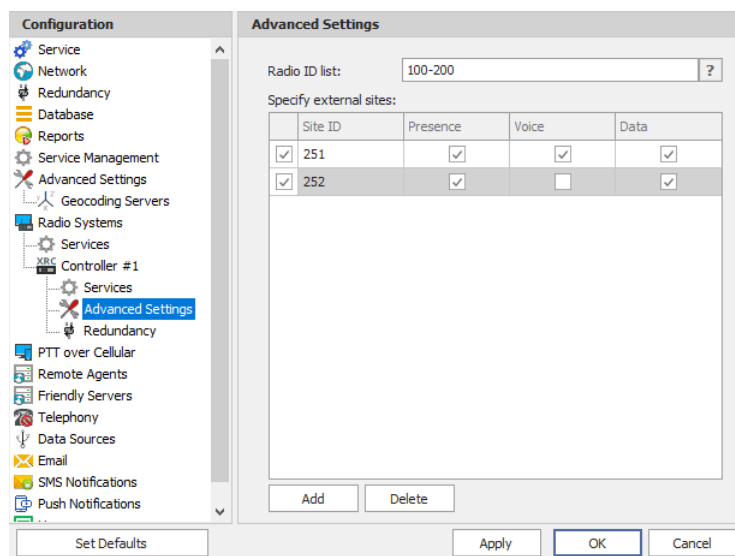 Configuration
Service
Network
Redundancy
Database
Reports
Service Management
Advanced Settings
Geocoding Servers
Radio Systems
Services
XRC Controller #1
Services
Advanced Settings
Redundancy
PTT over Cellular
Remote Agents
Friendly Servers
Telephony
Data Sources
Email
SMS Notifications
Push Notifications
Set Defaults
Advanced Settings
Radio ID list: 100-200 ?
Specify external sites:
Site ID Presence Voice Data
251
252
Add Delete
Apply OK Cancel